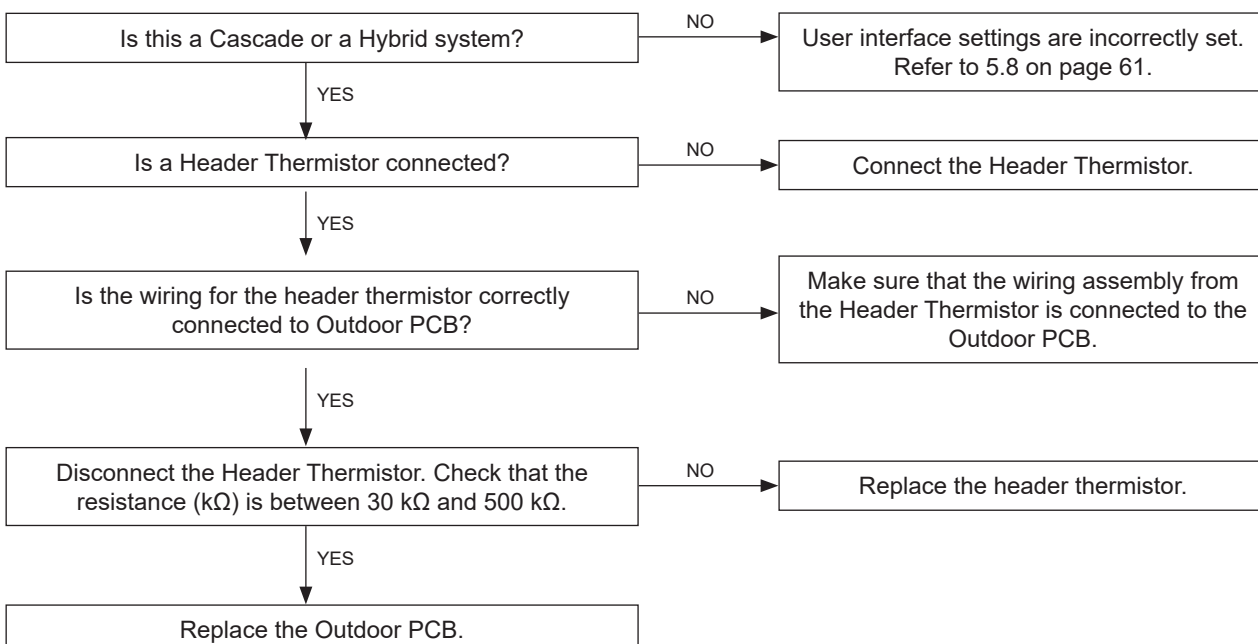 Is this a Cascade or a Hybrid system?
NO
User interface settings are incorrectly set.
Refer to 5.8 on page 61.
YES
Is a Header Thermistor connected?
NO
Connect the Header Thermistor.
YES
Is the wiring for the header thermistor correctly
connected to Outdoor PCB?
NO
Make sure that the wiring assembly from
the Header Thermistor is connected to the
Outdoor PCB.
YES
Disconnect the Header Thermistor. Check that the
resistance (kΩ) is between 30 kΩ and 500 kΩ.
NO
Replace the header thermistor.
YES
Replace the Outdoor PCB.